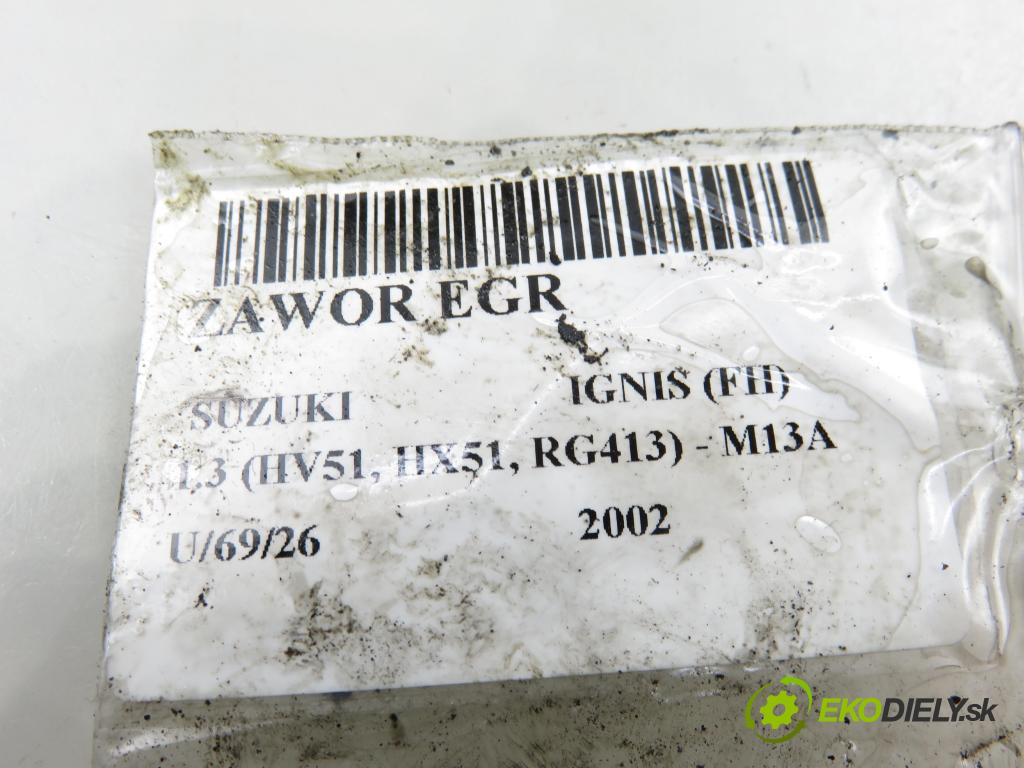 ZAWOR EGR
SUZUKI IGNIS (FH)
1.3 (HV51, HX51, RG413) - M13A
U/69/26 2002
EKODIELY.sk